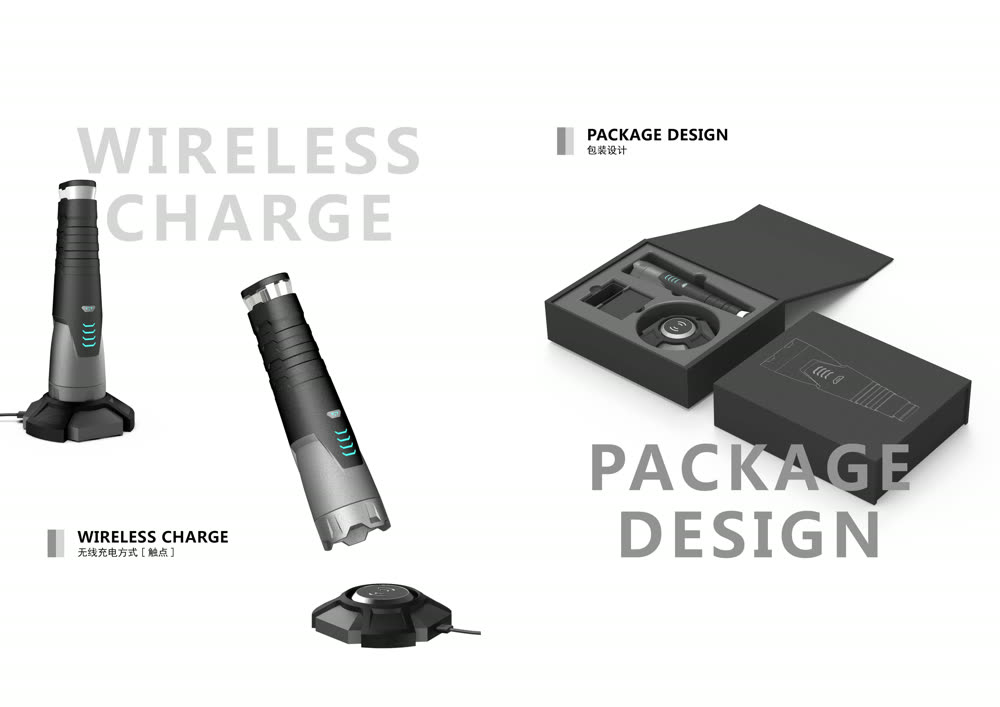 WIRELESS
CHARGE
WIRELESS CHARGE
无线充电方式 [ 触点 ]
PACKAGE DESIGN
包装设计
PACKAGE
DESIGN